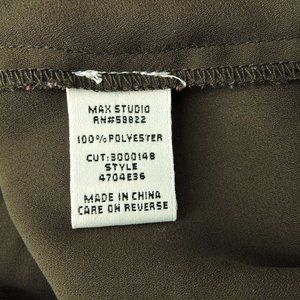 MAX STUDIO
RN#58822
100% POLYESTER
CUT:3000148
STYLE
4704E36
MADE IN CHINA
CARE ON REVERSE